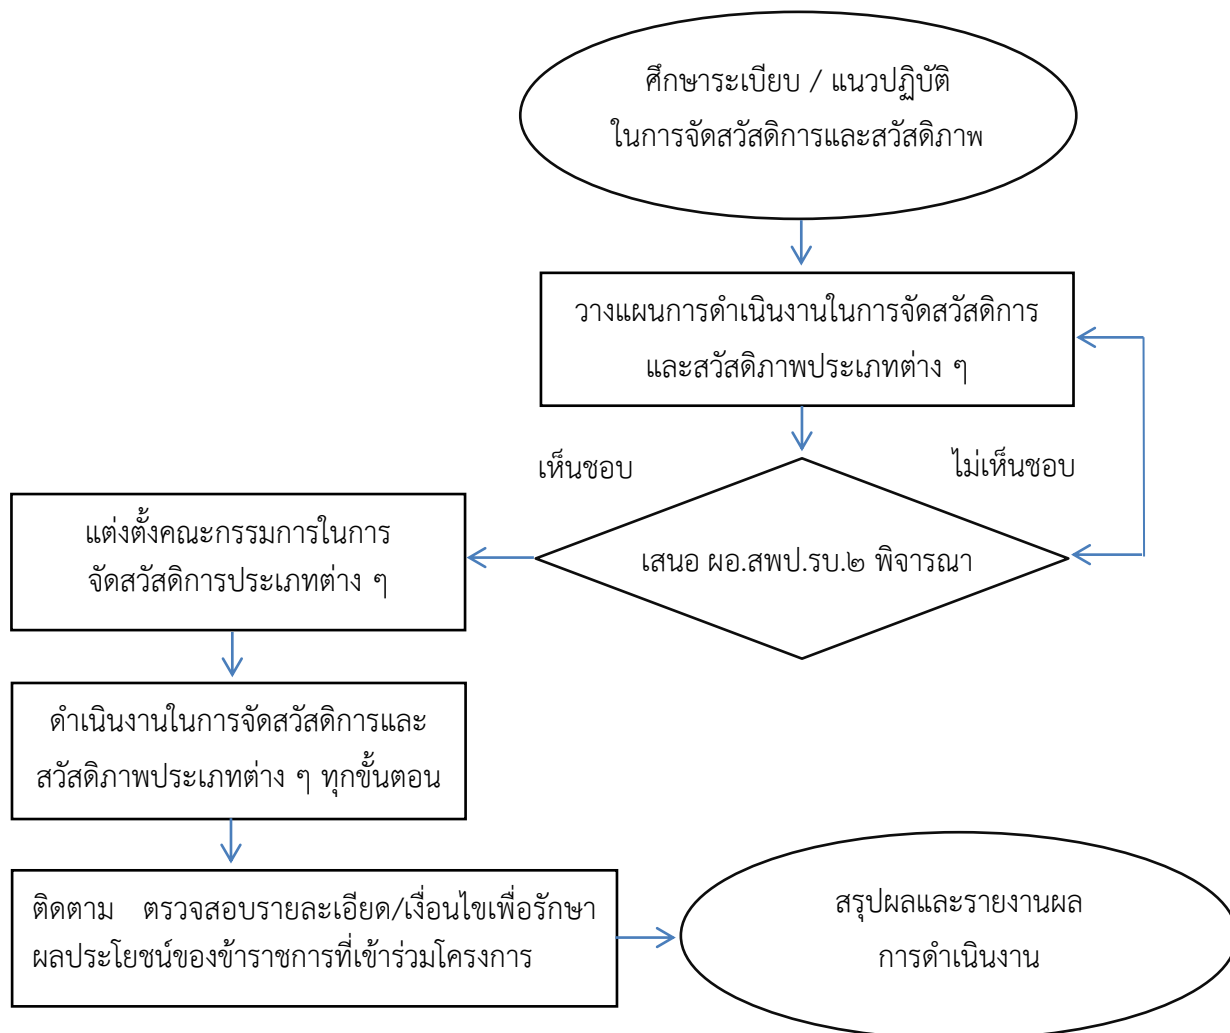 ศึกษาระเบียบ / แนวปฏิบัติ
ในการจัดสวัสดิการและสวัสดิภาพ
วางแผนการดำเนินงานในการจัดสวัสดิการ
และสวัสดิภาพประเภทต่าง ๆ
เห็นชอบ
ไม่เห็นชอบ
เสนอ ผอ.สพป.รบ.๒ พิจารณา
แต่งตั้งคณะกรรมการในการ
จัดสวัสดิการประเภทต่าง ๆ
ดำเนินงานในการจัดสวัสดิการและ
สวัสดิภาพประเภทต่าง ๆ ทุกขั้นตอน
ติดตาม ตรวจสอบรายละเอียด/เงื่อนไขเพื่อรักษา
ผลประโยชน์ของข้าราชการที่เข้าร่วมโครงการ
สรุปผลและรายงานผล
การดำเนินงาน